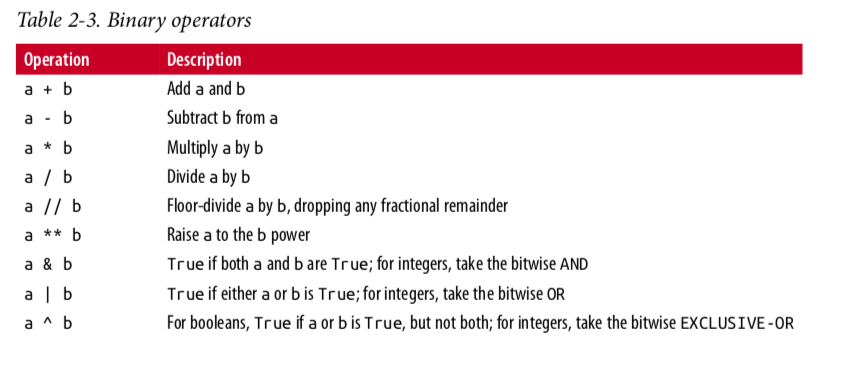 Table 2-3. Binary operators
Operation Description
a + b Add a and b
a - b Subtract b from a
a * b Multiply a by b
a / b Divide a by b
a // b Floor-divide a by b, dropping any fractional remainder
a ** b Raise a to the b power
a & b True if both a and b are True; for integers, take the bitwise AND
a | b True if either a or b is True; for integers, take the bitwise OR
a ^ b For booleans, True if a or b is True, but not both; for integers, take the bitwise EXCLUSIVE-OR